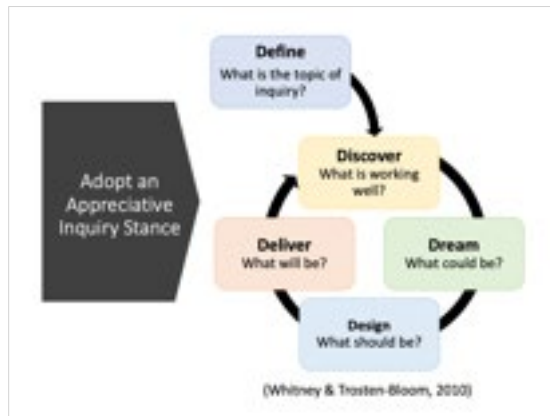 Define
What is the topic of
inquiry?
Adopt an
Appreciative
Inquiry Stance
Discover
What is working
well?
Deliver
What will be?
Dream
What could be?
Design
What should be?
(Whitney & Trosten-Bloom, 2010)